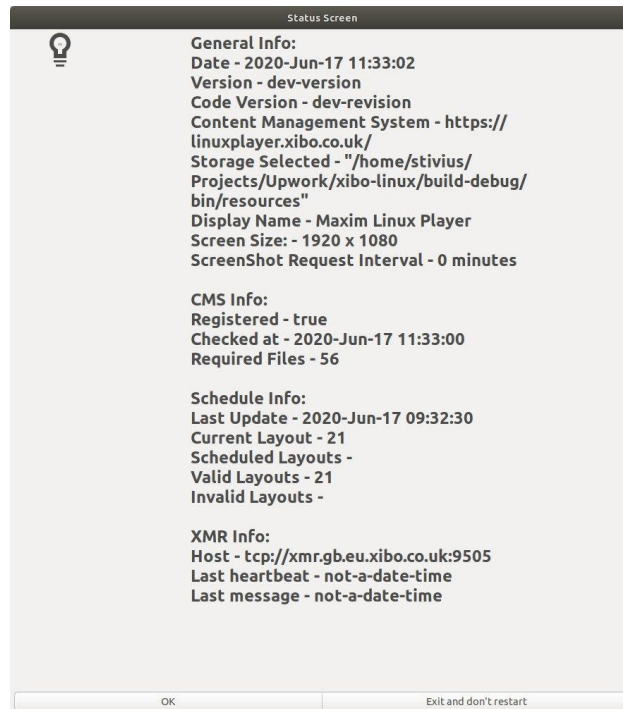 Status Screen
General Info:
Date - 2020-Jun-17 11:33:02
Version - dev-version
Code Version - dev-revision
Content Management System - https://
linuxplayer.xibo.co.uk/
Storage Selected - "/home/stivius/
Projects/Upwork/xibo-linux/build-debug/
bin/resources"
Display Name - Maxim Linux Player
Screen Size: - 1920 x 1080
ScreenShot Request Interval - 0 minutes
CMS Info:
Registered - true
Checked at - 2020-Jun-17 11:33:00
Required Files - 56
Schedule Info:
Last Update - 2020-Jun-17 09:32:30
Current Layout - 21
Scheduled Layouts -
Valid Layouts - 21
Invalid Layouts -
XMR Info:
Host - tcp://xmr.gb.eu.xibo.co.uk:9505
Last heartbeat - not-a-date-time
Last message - not-a-date-time
OK
Exit and don't restart